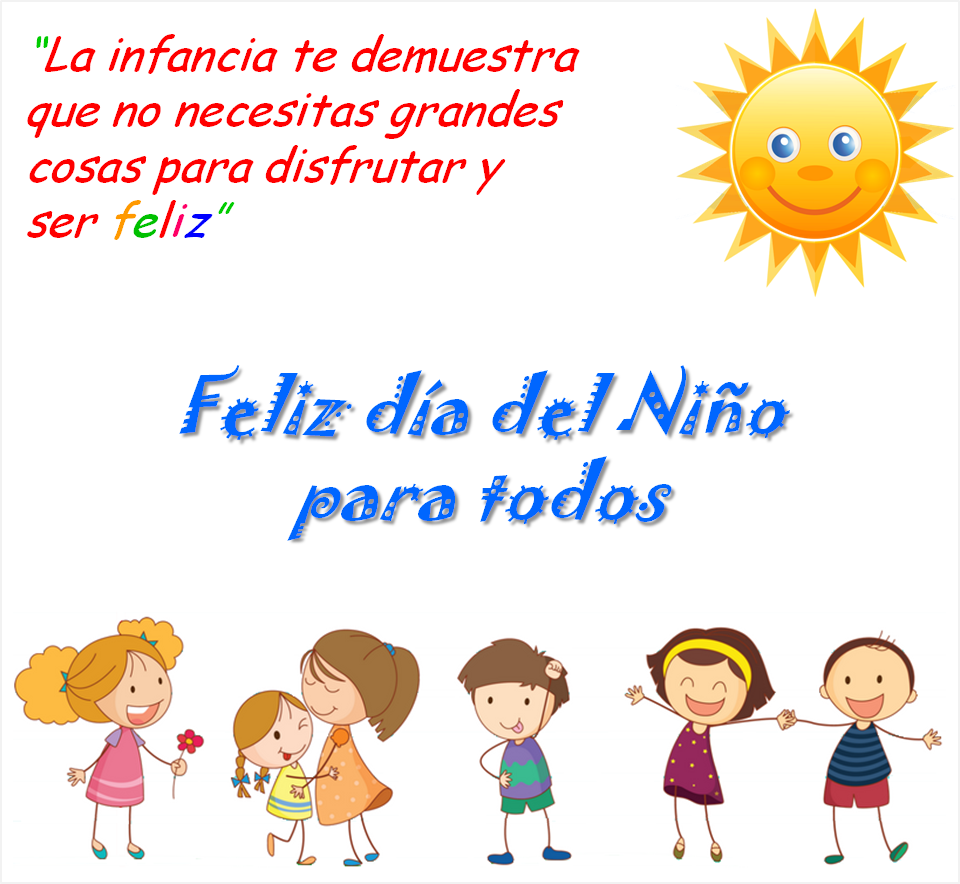 "La infancia te demuestra
que no necesitas grandes
cosas para disfrutar y
ser feliz"
Feliz día del Niño
para todos